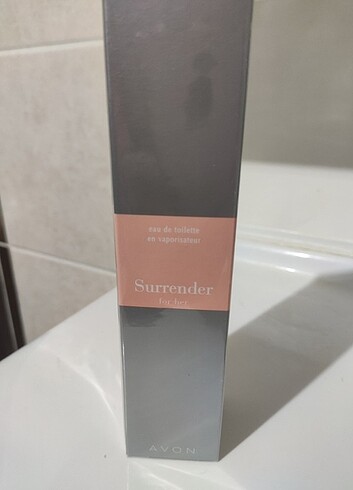 eau de toilette
en vaporisateur
Surrender
for her
AVON